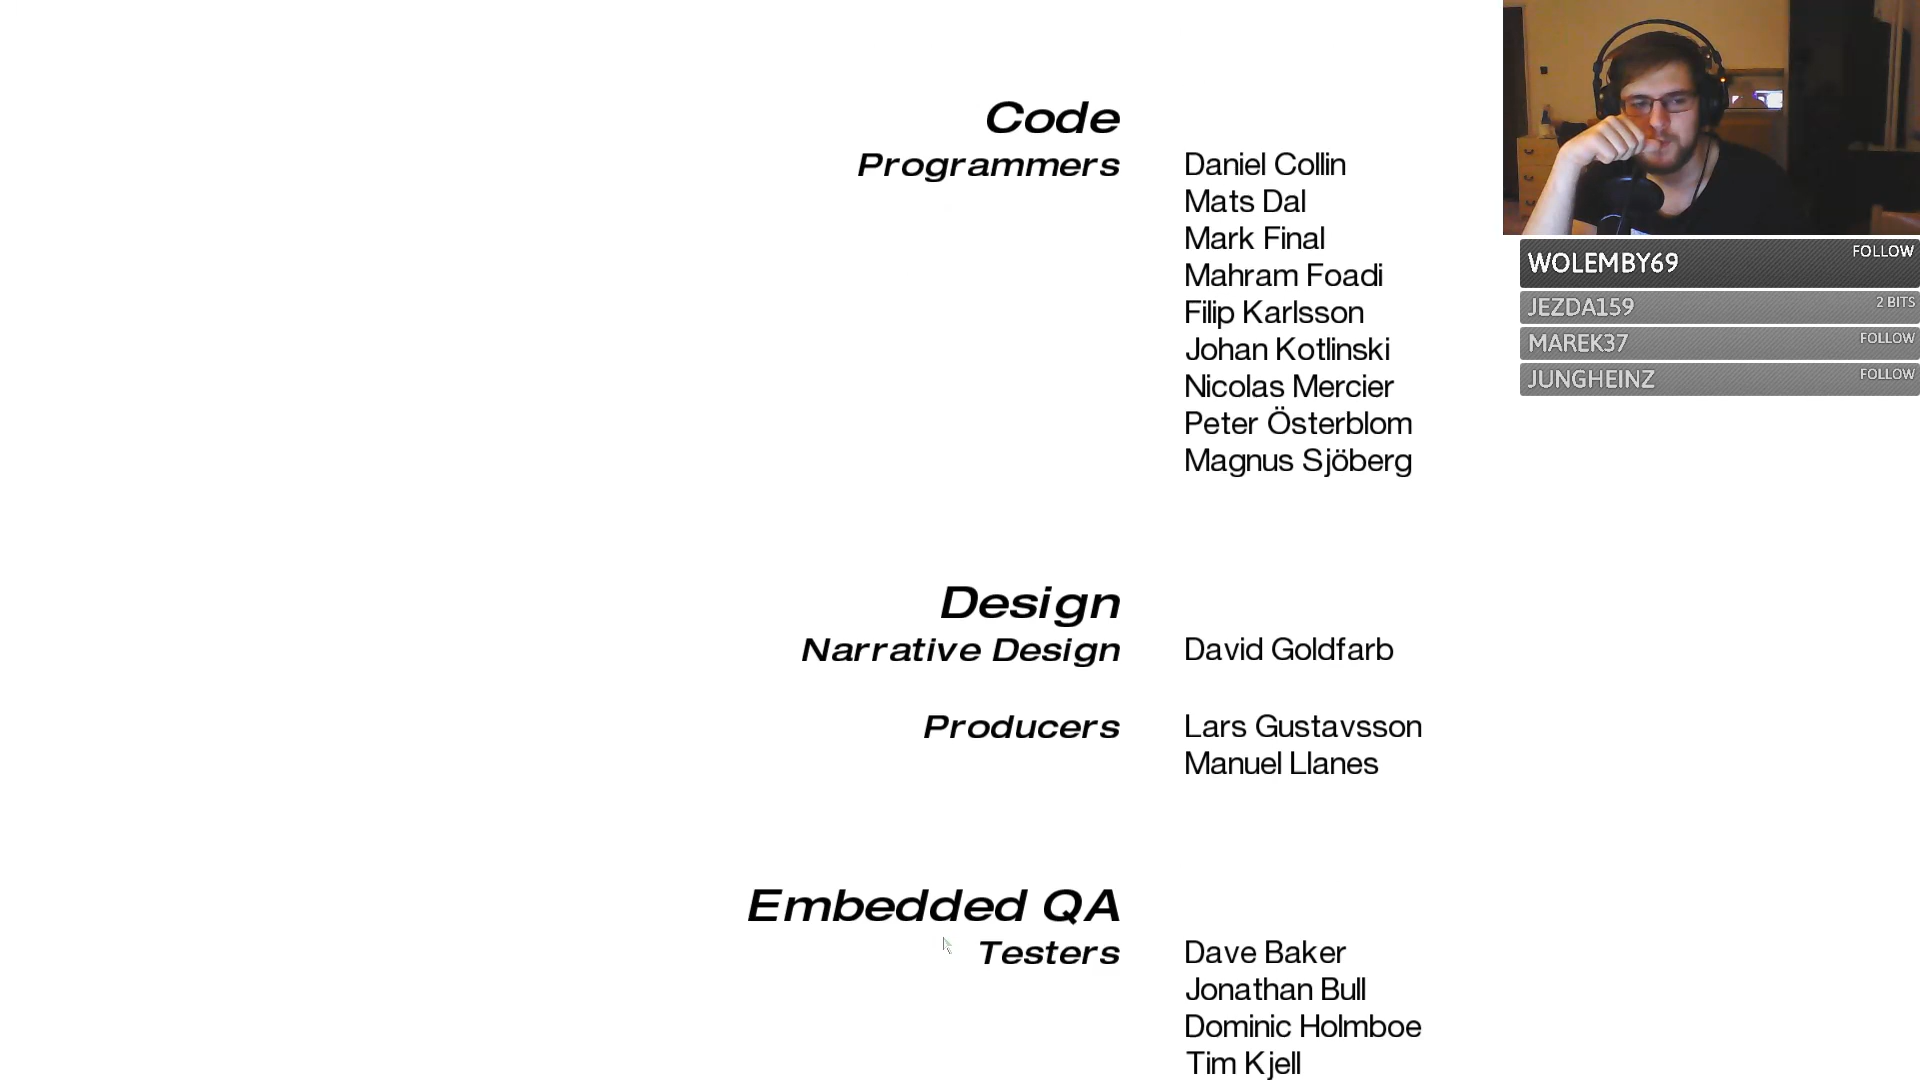 Code
Programmers Daniel Collin
Mats Dal
Mark Final
Mahram Foadi
Filip Karlsson
Johan Kotlinski
Nicolas Mercier
Peter Österblom
Magnus Sjöberg
Design
Narrative Design David Goldfarb
Producers Lars Gustavsson
Manuel Llanes
Embedded QA
Testers Dave Baker
Jonathan Bull
Dominic Holmboe
Tim Kjell
WOLEMBY69 FOLLOW
JEZDA159 2 BITS
MAREK37 FOLLOW
JUNGHEINZ FOLLOW